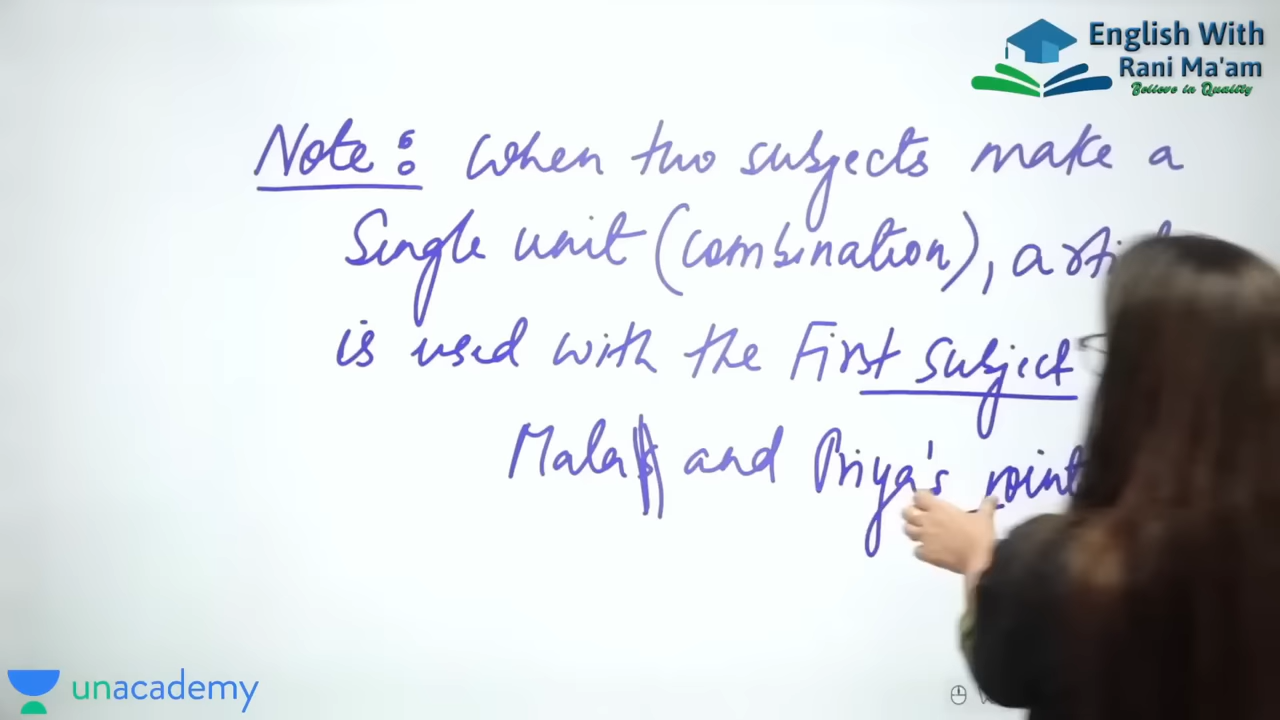 English With
Rani Ma'am
Believe in Quality
Note: When two subjects make a
Single unit (combination),
is used with the First subject
and Priya's
unacademy